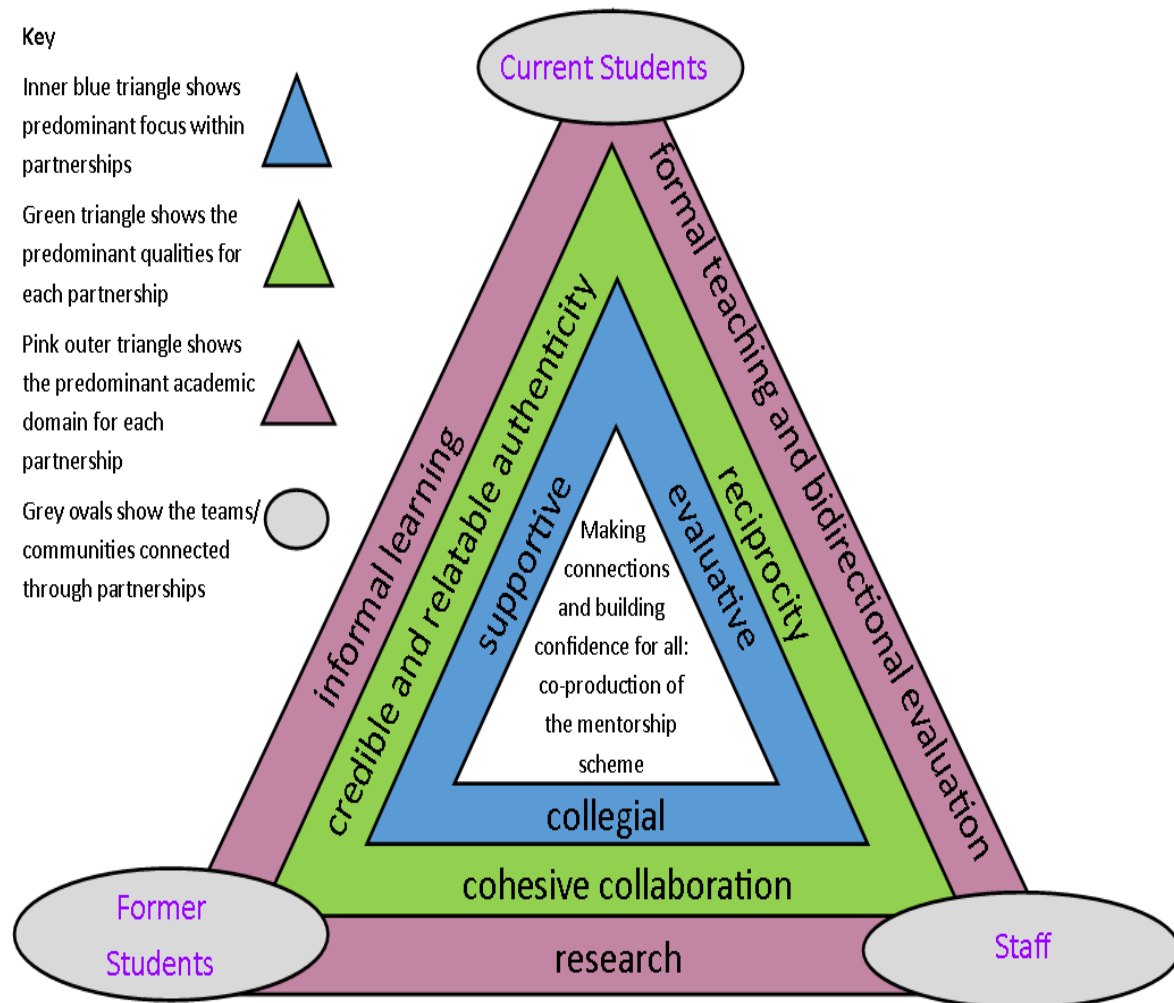 Key
Inner blue triangle shows
predominant focus within
partnerships
Green triangle shows the
predominant qualities for
each partnership
Pink outer triangle shows
the predominant academic
domain for each
partnership
Grey ovals show the teams/
communities connected
through partnerships
Current Students
informal learning
credible and relatable authenticity
supportive
Making
connections
and building
confidence for all:
co-production of
the mentorship
scheme
evaluative
reciprocity
formal teaching and bidirectional evaluation
collegial
cohesive collaboration
research
Former
Students
Staff